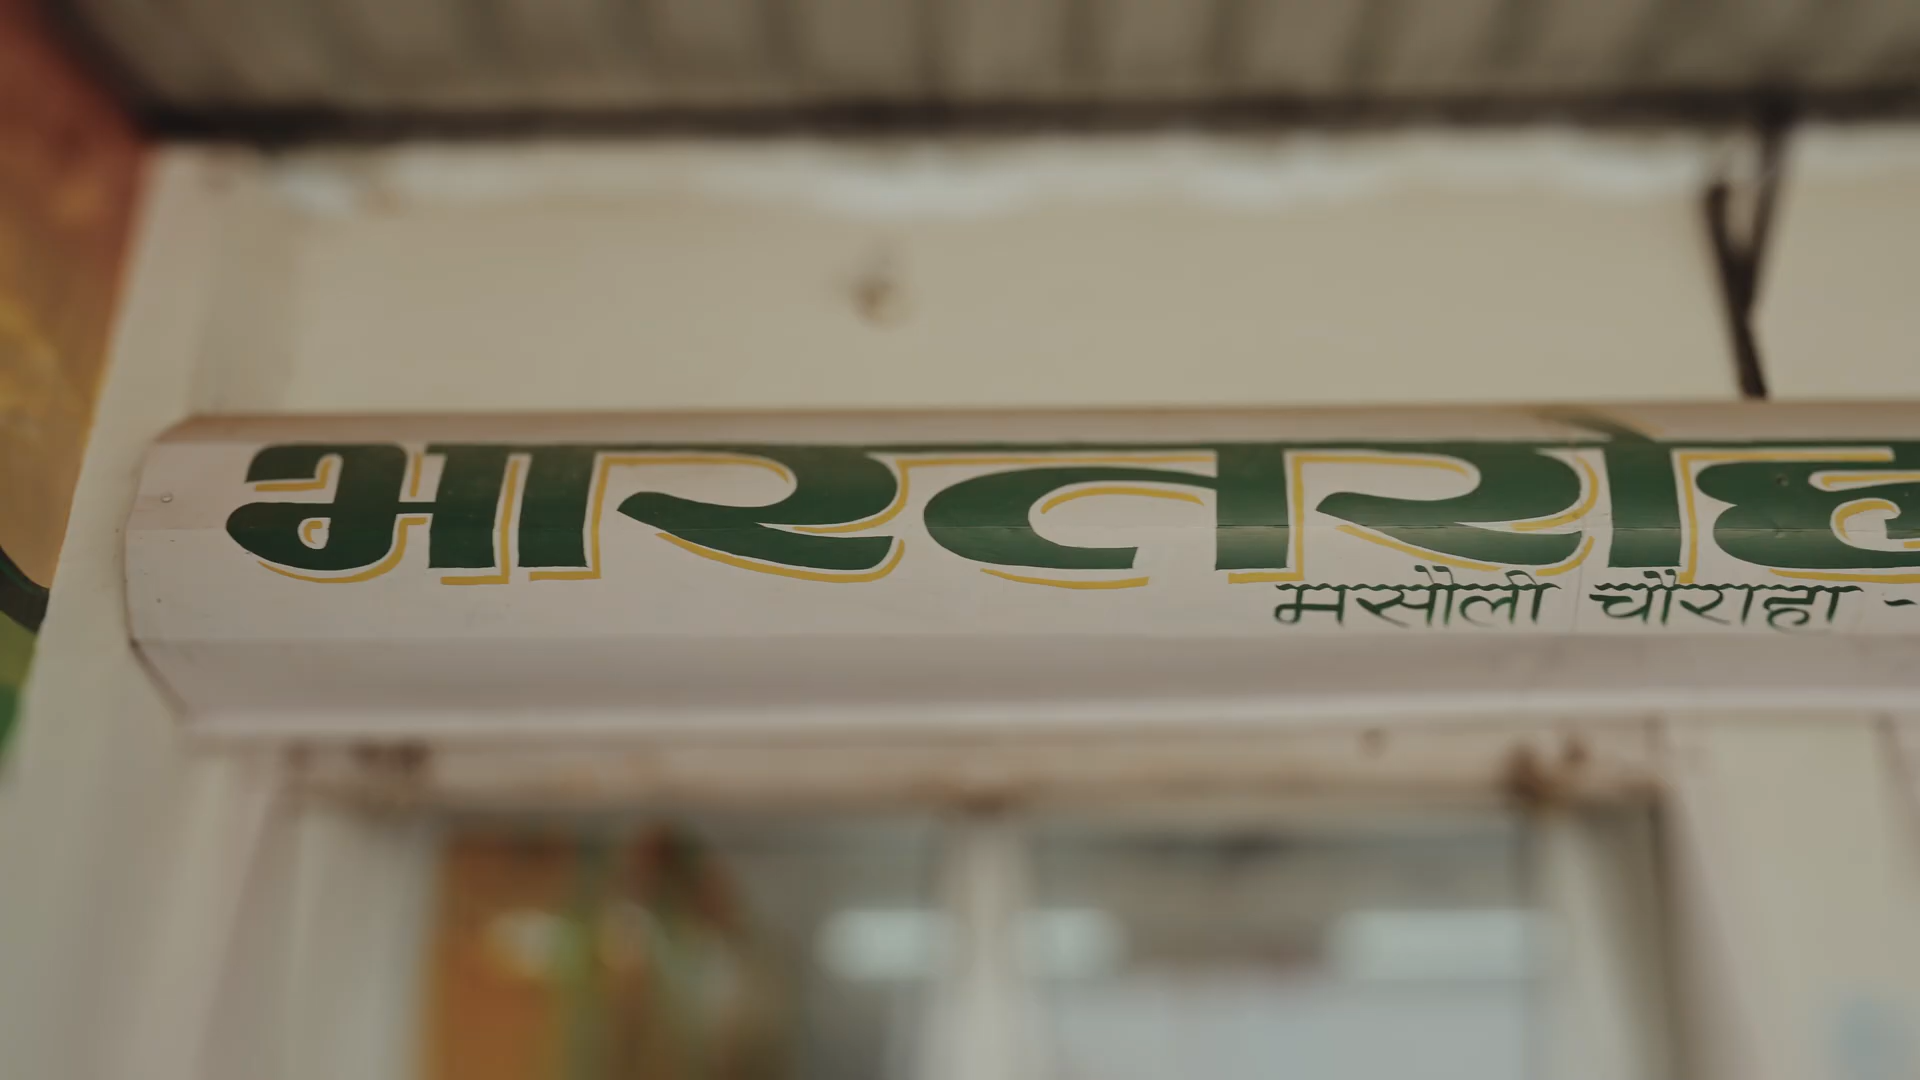 भारत रोह
मसौली चौराहा -